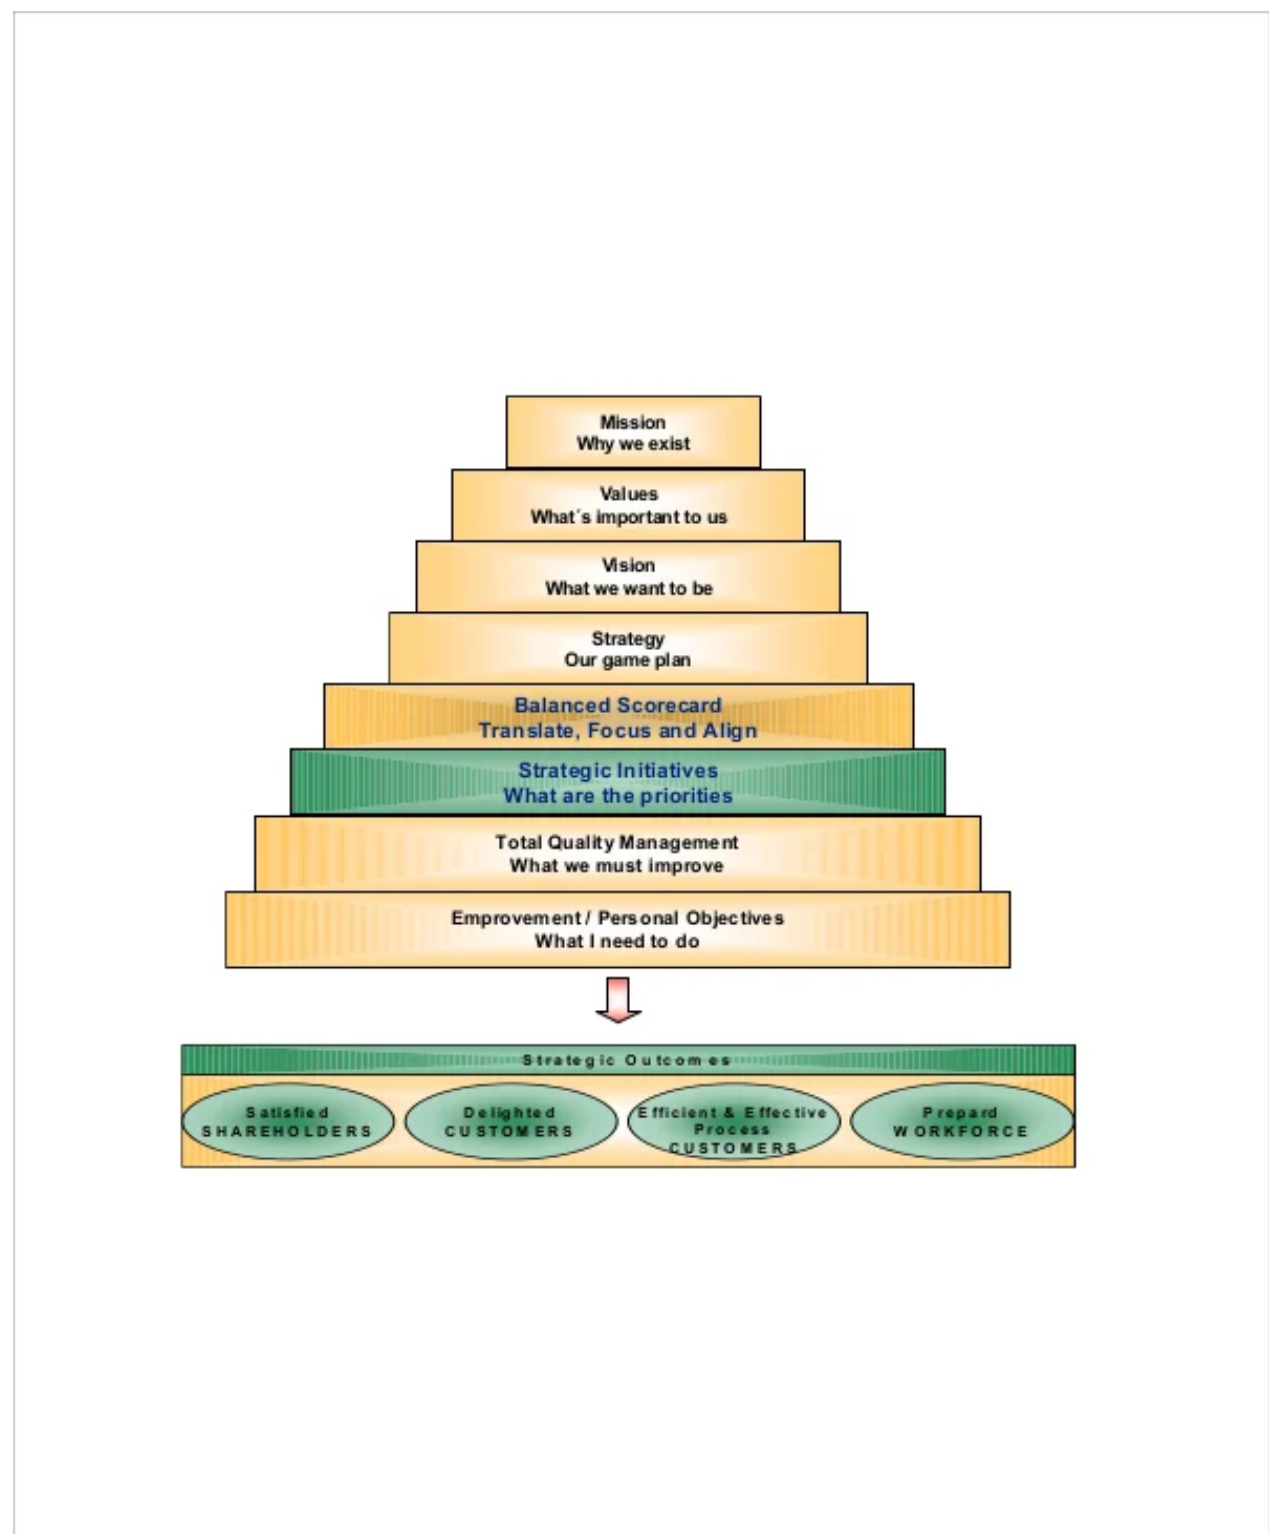 Mission
Why we exist
Values
What´s important to us
Vision
What we want to be
Strategy
Our game plan
Balanced Scorecard
Translate, Focus and Align
Strategic Initiatives
What are the priorities
Total Quality Management
What we must improve
Emprovement / Personal Objectives
What I need to do
Strategic Outcomes
Satisfied
SHAREHOLDERS
Delighted
CUSTOMERS
Efficient & Effective
Process
CUSTOMERS
Prepard
WORKFORCE